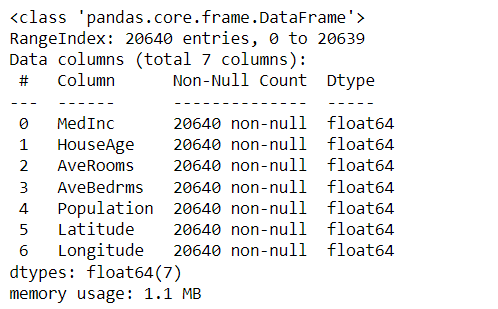 <class 'pandas.core.frame.DataFrame'>
RangeIndex: 20640 entries, 0 to 20639
Data columns (total 7 columns):
 #   Column      Non-Null Count  Dtype
---  ------      --------------  -----
 0   MedInc      20640 non-null  float64
 1   HouseAge    20640 non-null  float64
 2   AveRooms    20640 non-null  float64
 3   AveBedrms   20640 non-null  float64
 4   Population  20640 non-null  float64
 5   Latitude    20640 non-null  float64
 6   Longitude   20640 non-null  float64
dtypes: float64(7)
memory usage: 1.1 MB